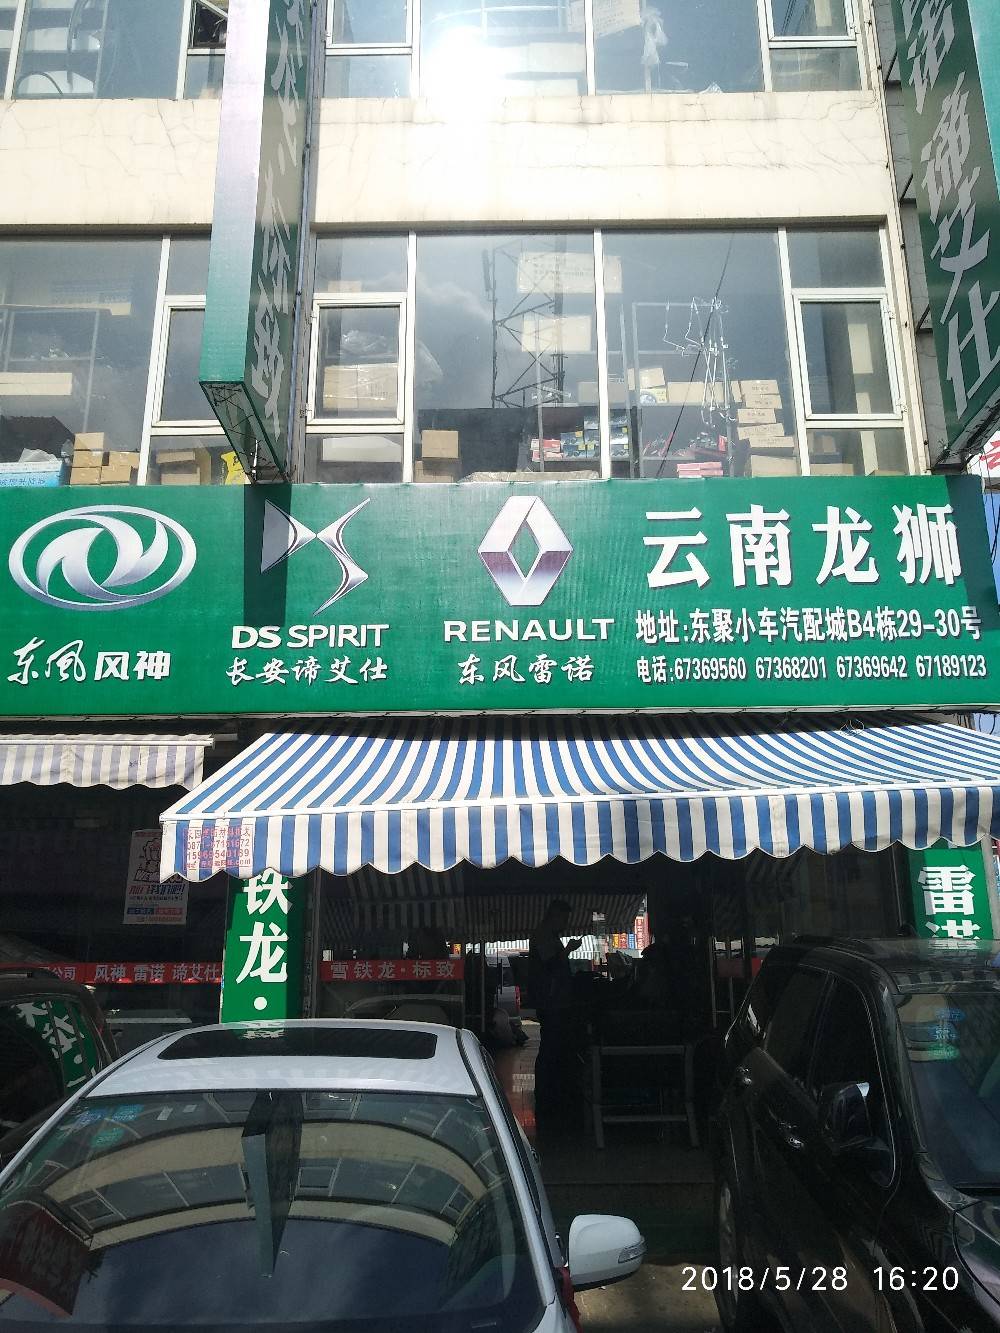 谛艾仕
东风风神
DS SPIRIT
长安谛艾仕
RENAULT
东风雷诺
云南龙狮
地址:东聚小车汽配城B4栋29-30号
电话:67369560 67368201 67369642 67189123
铁龙·
雷诺
公司 风神 雷诺 谛艾仕
雪铁龙·标致
2018/5/28 16:20